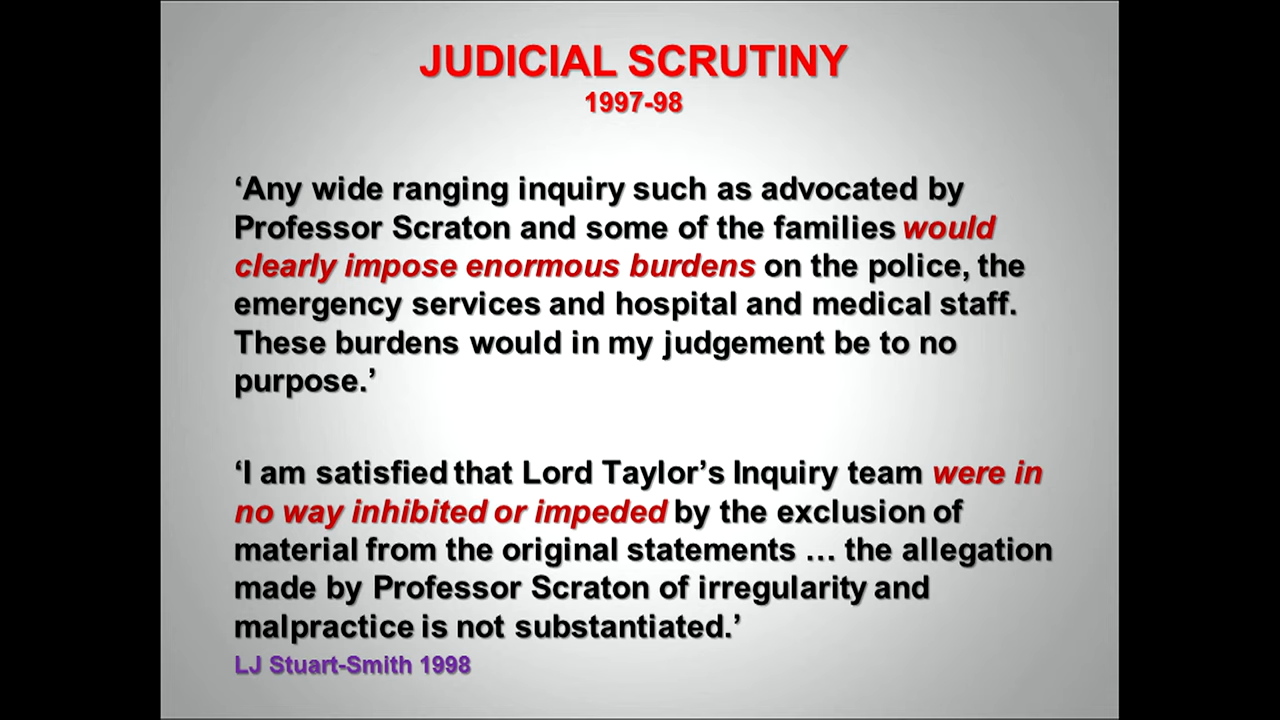 JUDICIAL SCRUTINY
1997-98
‘Any wide ranging inquiry such as advocated by
Professor Scraton and some of the families would
clearly impose enormous burdens on the police, the
emergency services and hospital and medical staff.
These burdens would in my judgement be to no
purpose.’
‘I am satisfied that Lord Taylor’s Inquiry team were in
no way inhibited or impeded by the exclusion of
material from the original statements … the allegation
made by Professor Scraton of irregularity and
malpractice is not substantiated.’
LJ Stuart-Smith 1998